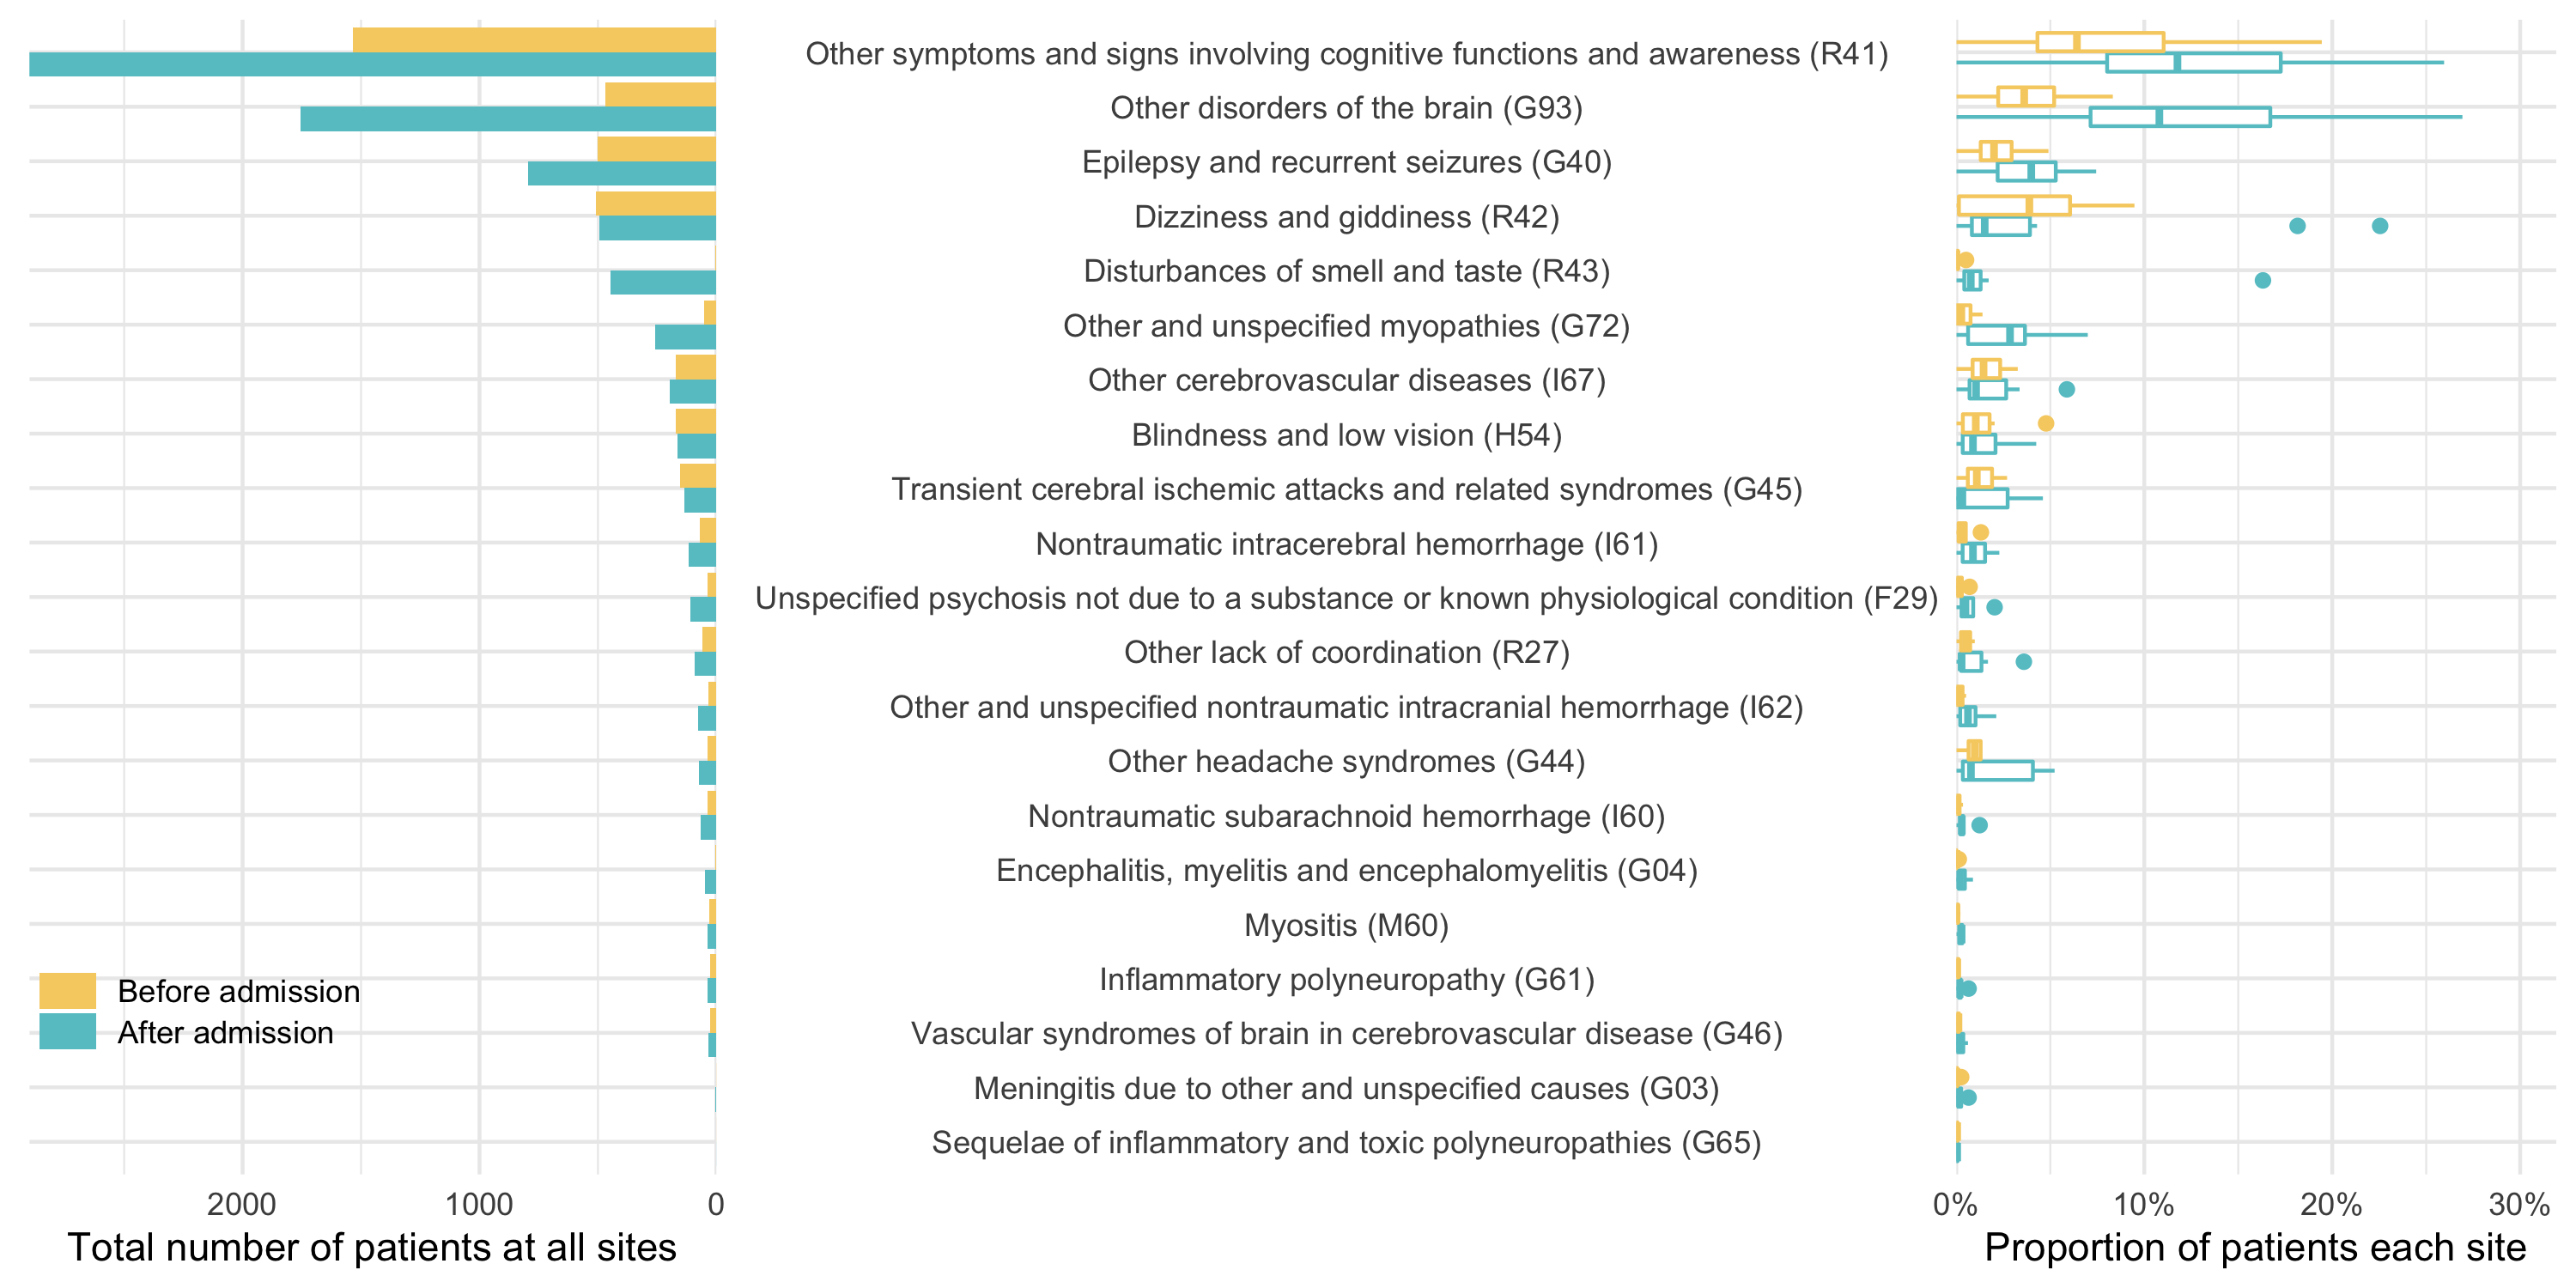 Other symptoms and signs involving cognitive functions and awareness (R41)
Other disorders of the brain (G93)
Epilepsy and recurrent seizures (G40)
Dizziness and giddiness (R42)
Disturbances of smell and taste (R43)
Other and unspecified myopathies (G72)
Other cerebrovascular diseases (I67)
Blindness and low vision (H54)
Transient cerebral ischemic attacks and related syndromes (G45)
Nontraumatic intracerebral hemorrhage (I61)
Unspecified psychosis not due to a substance or known physiological condition (F29)
Other lack of coordination (R27)
Other and unspecified nontraumatic intracranial hemorrhage (I62)
Other headache syndromes (G44)
Nontraumatic subarachnoid hemorrhage (I60)
Encephalitis, myelitis and encephalomyelitis (G04)
Myositis (M60)
Inflammatory polyneuropathy (G61)
Vascular syndromes of brain in cerebrovascular disease (G46)
Meningitis due to other and unspecified causes (G03)
Sequelae of inflammatory and toxic polyneuropathies (G65)
Before admission
After admission
2000 1000 0
Total number of patients at all sites
0% 10% 20% 30%
Proportion of patients each site